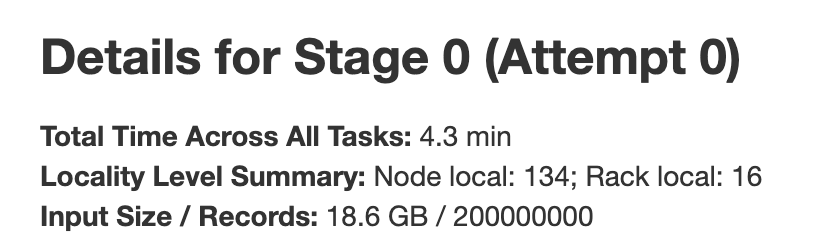 Details for Stage 0 (Attempt 0)
Total Time Across All Tasks: 4.3 min
Locality Level Summary: Node local: 134; Rack local: 16
Input Size / Records: 18.6 GB / 200000000